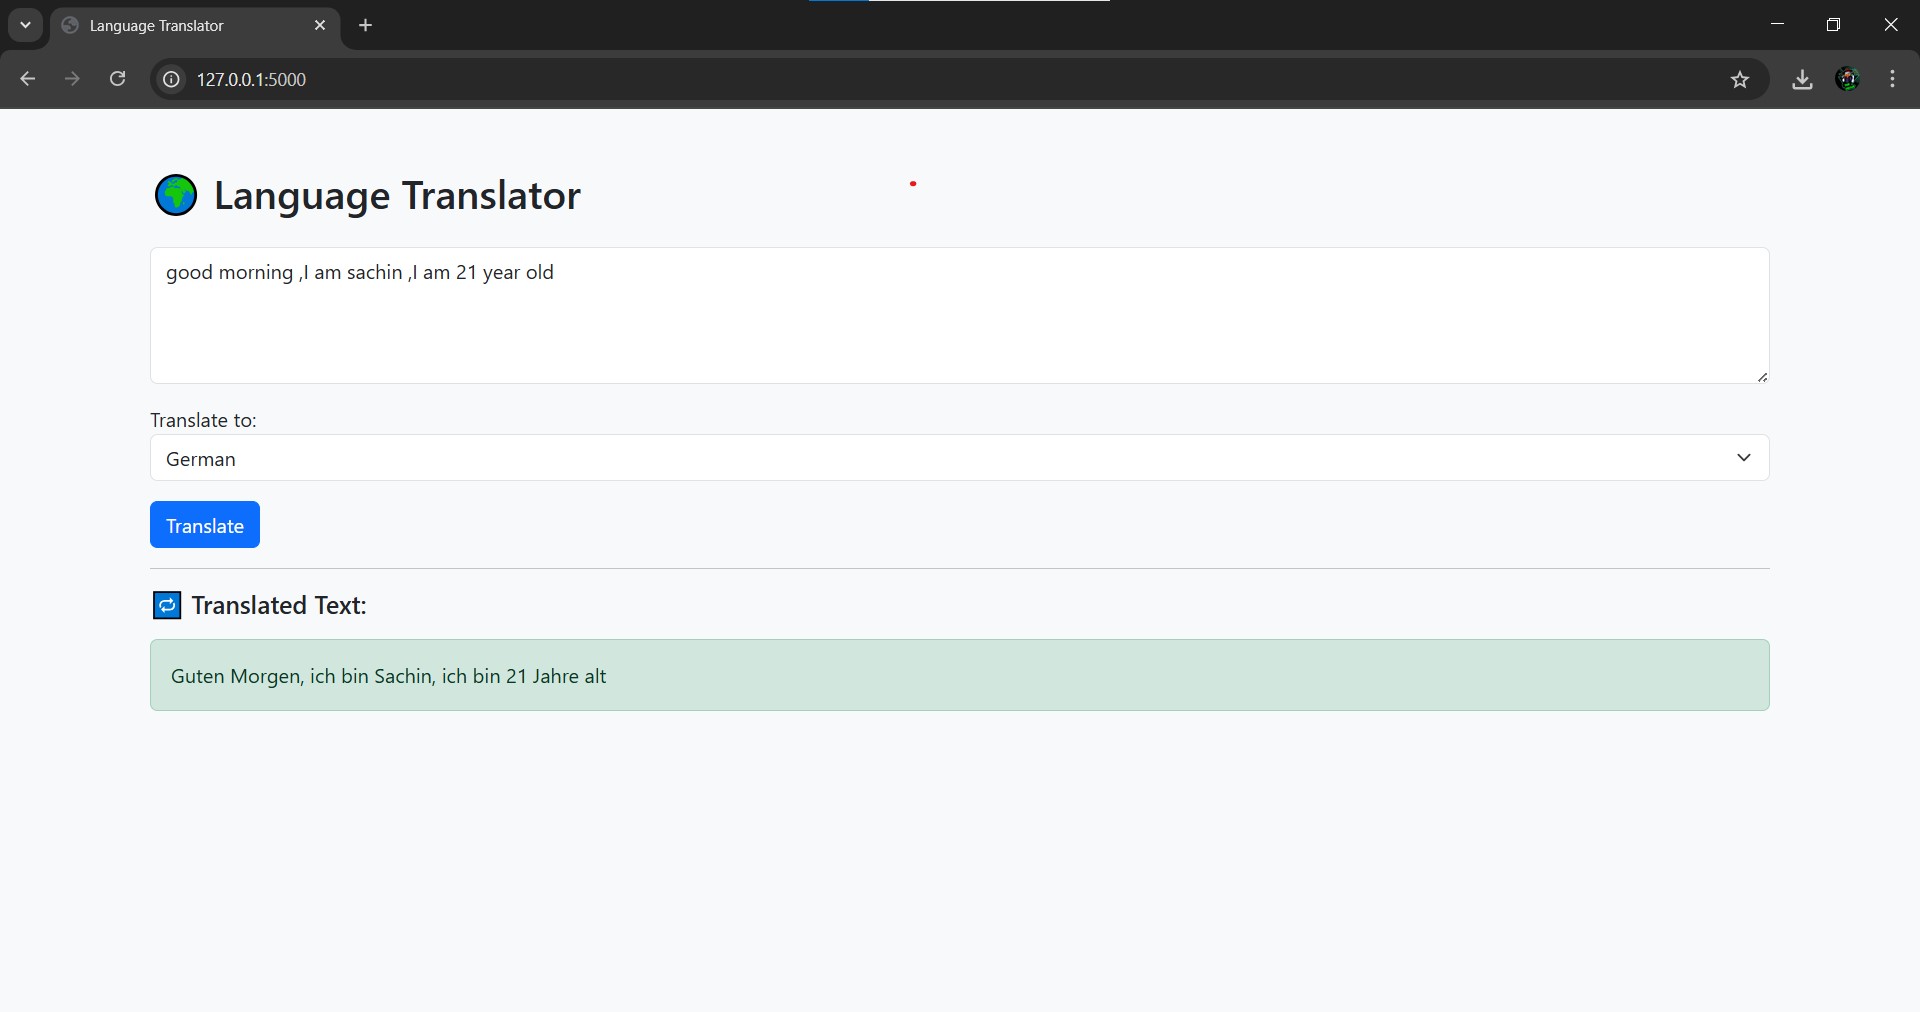 Language Translator
127.0.0.1:5000
Language Translator
good morning ,I am sachin ,I am 21 year old
Translate to:
German
Translate
Translated Text:
Guten Morgen, ich bin Sachin, ich bin 21 Jahre alt